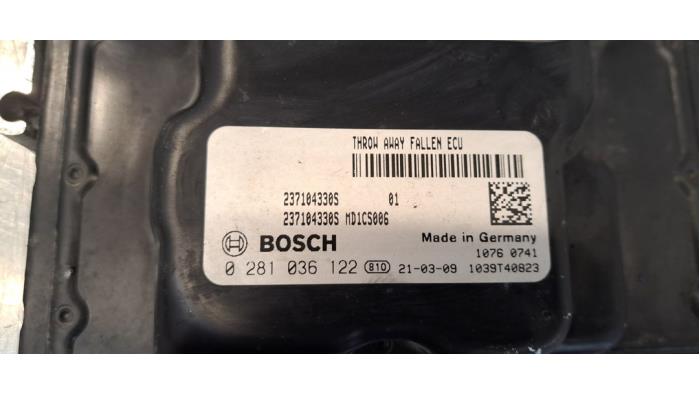 THROW AWAY FALLEN ECU
237104330S 01
237104330S MD1CS006
BOSCH Made in Germany
1076 0741
0 281 036 122 810 21-03-09 1039T40823